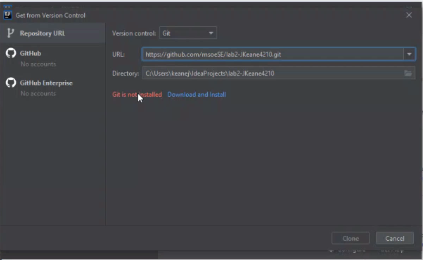 Get from Version Control
Repository URL
Version control: Git
GitHub
No accounts
URL: https://github.com/msoeSE/lab2-JKeane4210.git
Directory: C:\Users\keanej\IdeaProjects\lab2-JKeane4210
GitHub Enterprise
No accounts
Git is not installed Download and Install
Clone Cancel